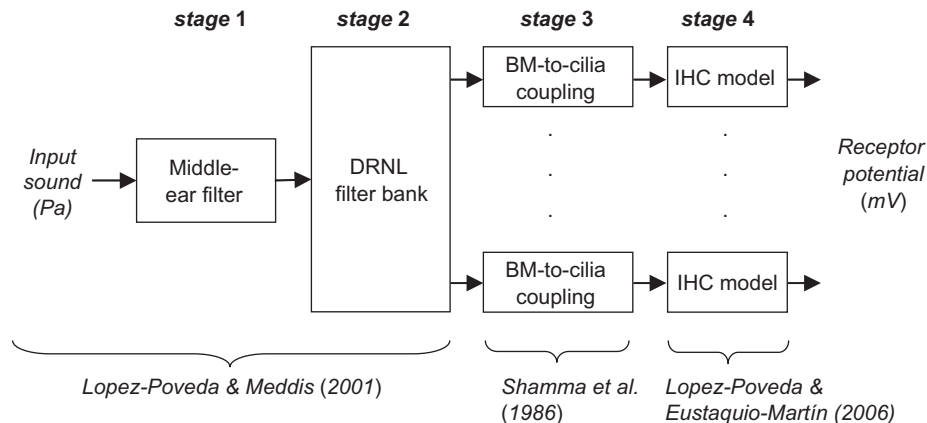 stage 1 stage 2 stage 3 stage 4
Input
sound
(Pa)
Middle-
ear filter
DRNL
filter bank
BM-to-cilia
coupling
IHC model
.
.
.
.
.
.
BM-to-cilia
coupling
IHC model
Receptor
potential
(mV)
Lopez-Poveda & Meddis (2001)
Shamma et al.
(1986)
Lopez-Poveda &
Eustaquio-Martín (2006)